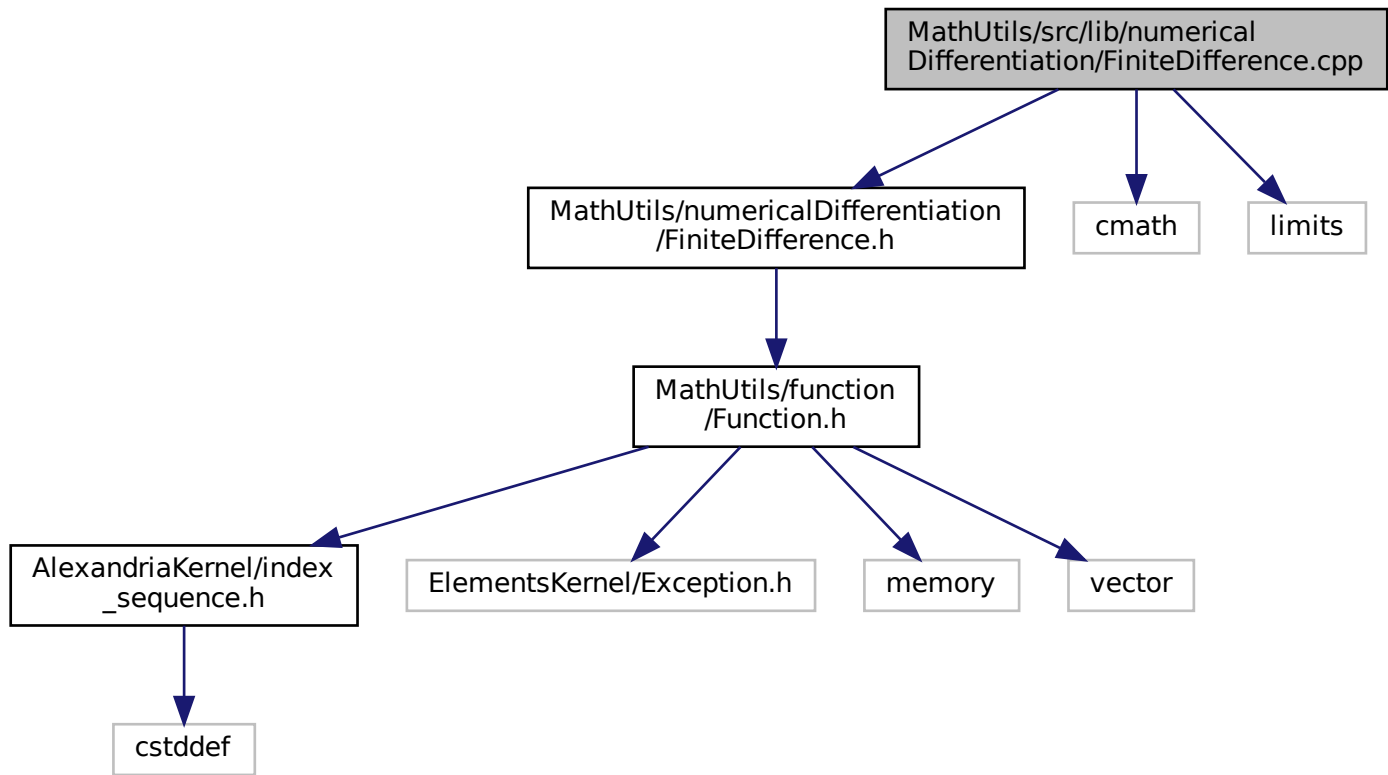 MathUtils/src/lib/numerical
Differentiation/FiniteDifference.cpp
MathUtils/numericalDifferentiation
/FiniteDifference.h
cmath
limits
MathUtils/function
/Function.h
AlexandriaKernel/index
_sequence.h
ElementsKernel/Exception.h
memory
vector
cstddef